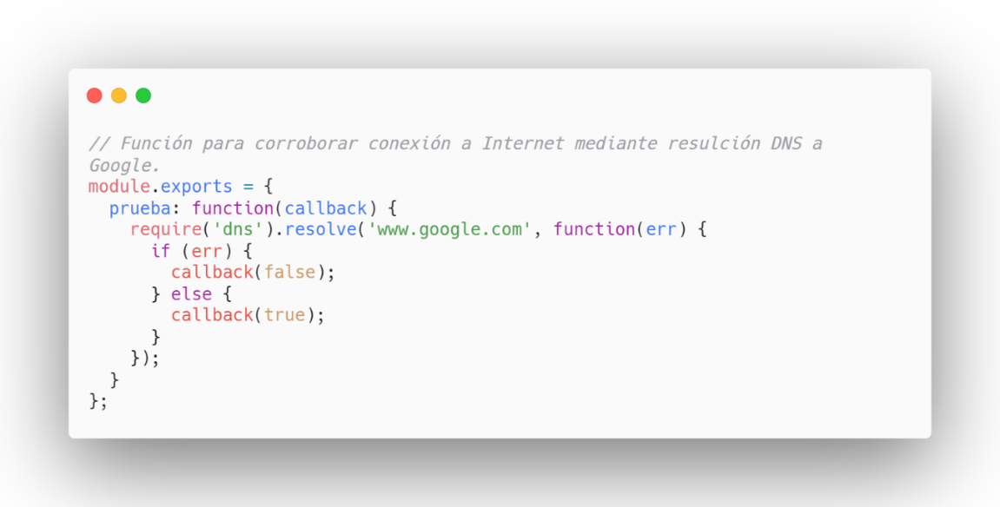 // Función para corroborar conexión a Internet mediante resulción DNS a
Google.
module.exports = {
  prueba: function(callback) {
    require('dns').resolve('www.google.com', function(err) {
      if (err) {
        callback(false);
      } else {
        callback(true);
      }
    });
  }
};